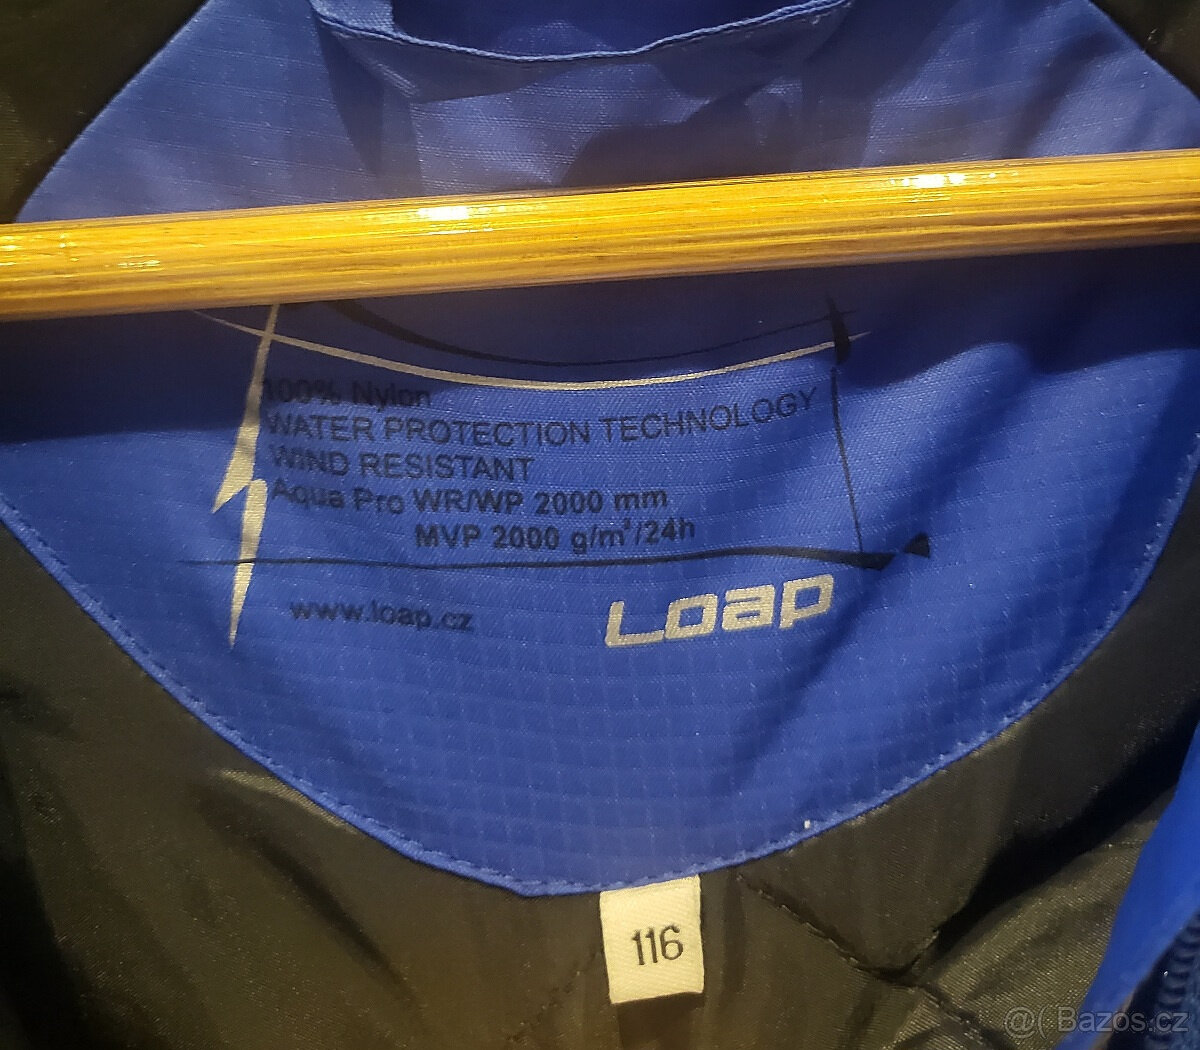 100% Nylon
WATER PROTECTION TECHNOLOGY
WIND RESISTANT
Aqua Pro WR/WP 2000 mm
MVP 2000 g/m²/24h
www.loap.cz
LOAP
116
@( Bazos.cz